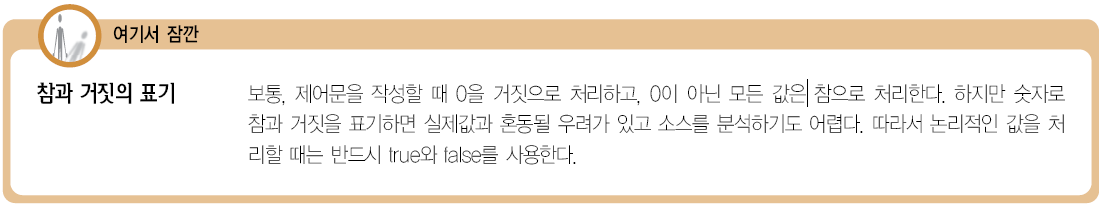 여기서 잠깐
참과 거짓의 표기
보통, 제어문을 작성할 때 0을 거짓으로 처리하고, 0이 아닌 모든 값은 참으로 처리한다. 하지만 숫자로
참과 거짓을 표기하면 실제값과 혼동될 우려가 있고 소스를 분석하기도 어렵다. 따라서 논리적인 값을 처
리할 때는 반드시 true와 false를 사용한다.